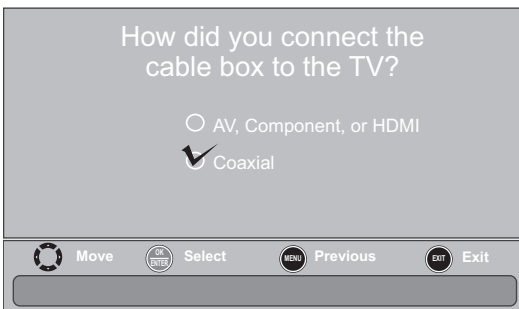 How did you connect the
cable box to the TV?
AV, Component, or HDMI
Coaxial
Move OK ENTER Select MENU Previous EXIT Exit